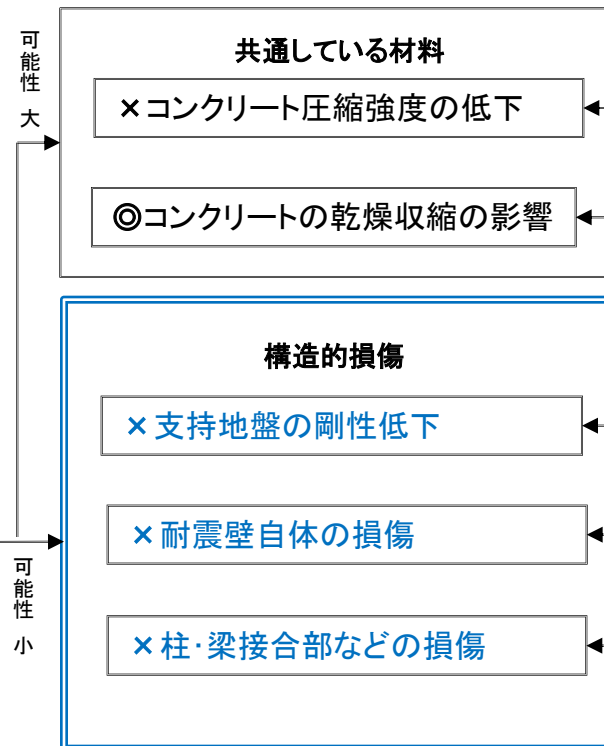 可能性 大
共通している材料
×コンクリート圧縮強度の低下
◎コンクリートの乾燥収縮の影響
構造的損傷
×支持地盤の剛性低下
×耐震壁自体の損傷
×柱・梁接合部などの損傷
可能性 小